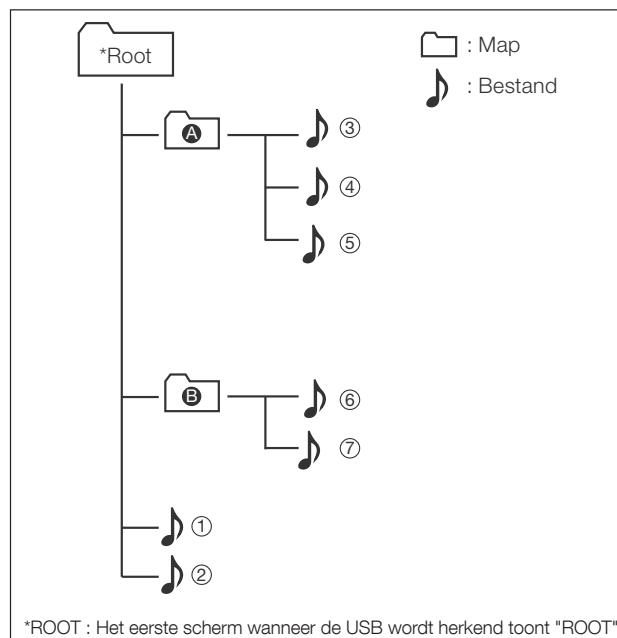 *Root
: Map
: Bestand
A
③
④
⑤
B
⑥
⑦
①
②
*ROOT : Het eerste scherm wanneer de USB wordt herkend toont "ROOT"